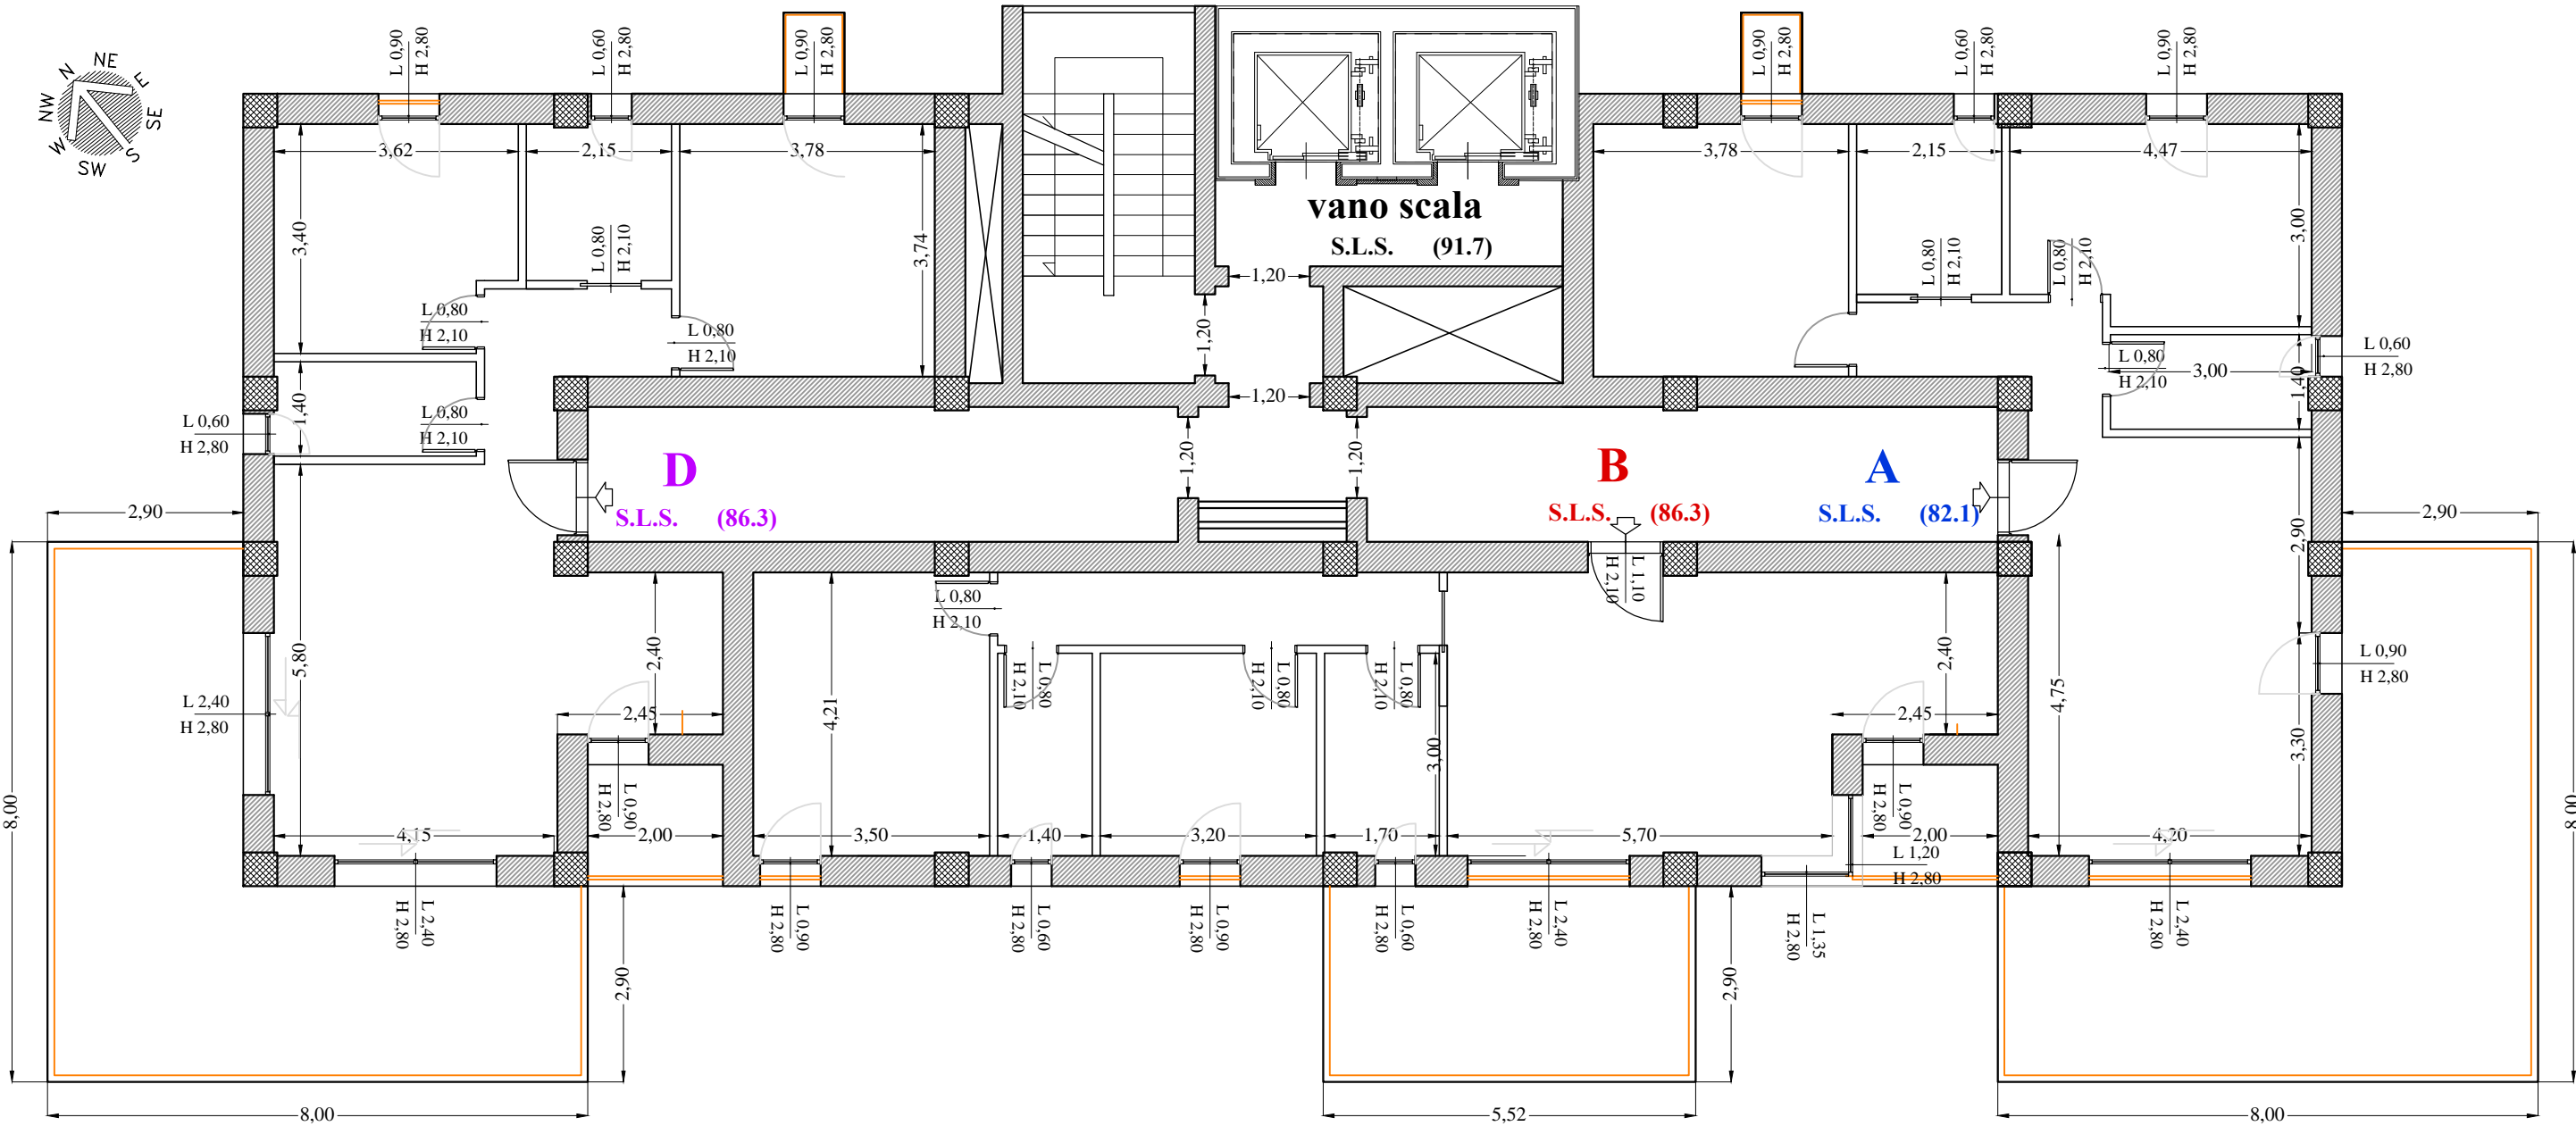 N
NE
E
SE
S
SW
W
NW
L 0,90
H 2,80
L 0,60
H 2,80
L 0,90
H 2,80
L 0,90
H 2,80
L 0,60
H 2,80
L 0,90
H 2,80
3,62
2,15
3,78
3,78
2,15
4,47
3,40
3,74
3,00
L 0,80
H 2,10
vano scala
S.L.S. (91.7)
1,20
L 0,80
H 2,10
L 0,80
H 2,10
L 0,80
H 2,10
L 0,80
H 2,10
1,20
L 0,80
H 2,10
3,00
1,40
L 0,60
H 2,80
1,40
L 0,80
H 2,10
1,20
L 0,60
H 2,80
1,20
1,20
D
S.L.S. (86.3)
B
S.L.S. (86.3)
A
S.L.S. (82.1)
2,90
2,90
2,90
L 1,10
H 2,10
L 0,80
H 2,10
5,80
2,40
4,21
L 0,80
H 2,10
L 0,80
H 2,10
L 0,80
H 2,10
2,40
4,75
L 0,90
H 2,80
L 2,40
H 2,80
2,45
2,45
3,00
3,30
8,00
8,00
L 0,90
H 2,80
L 0,90
H 2,80
4,15
2,00
3,50
1,40
3,20
1,70
5,70
2,00
4,20
L 1,20
H 2,80
L 2,40
H 2,80
L 0,90
H 2,80
L 0,60
H 2,80
L 0,90
H 2,80
L 0,60
H 2,80
L 2,40
H 2,80
L 1,35
H 2,80
L 2,40
H 2,80
2,90
2,90
8,00
5,52
8,00